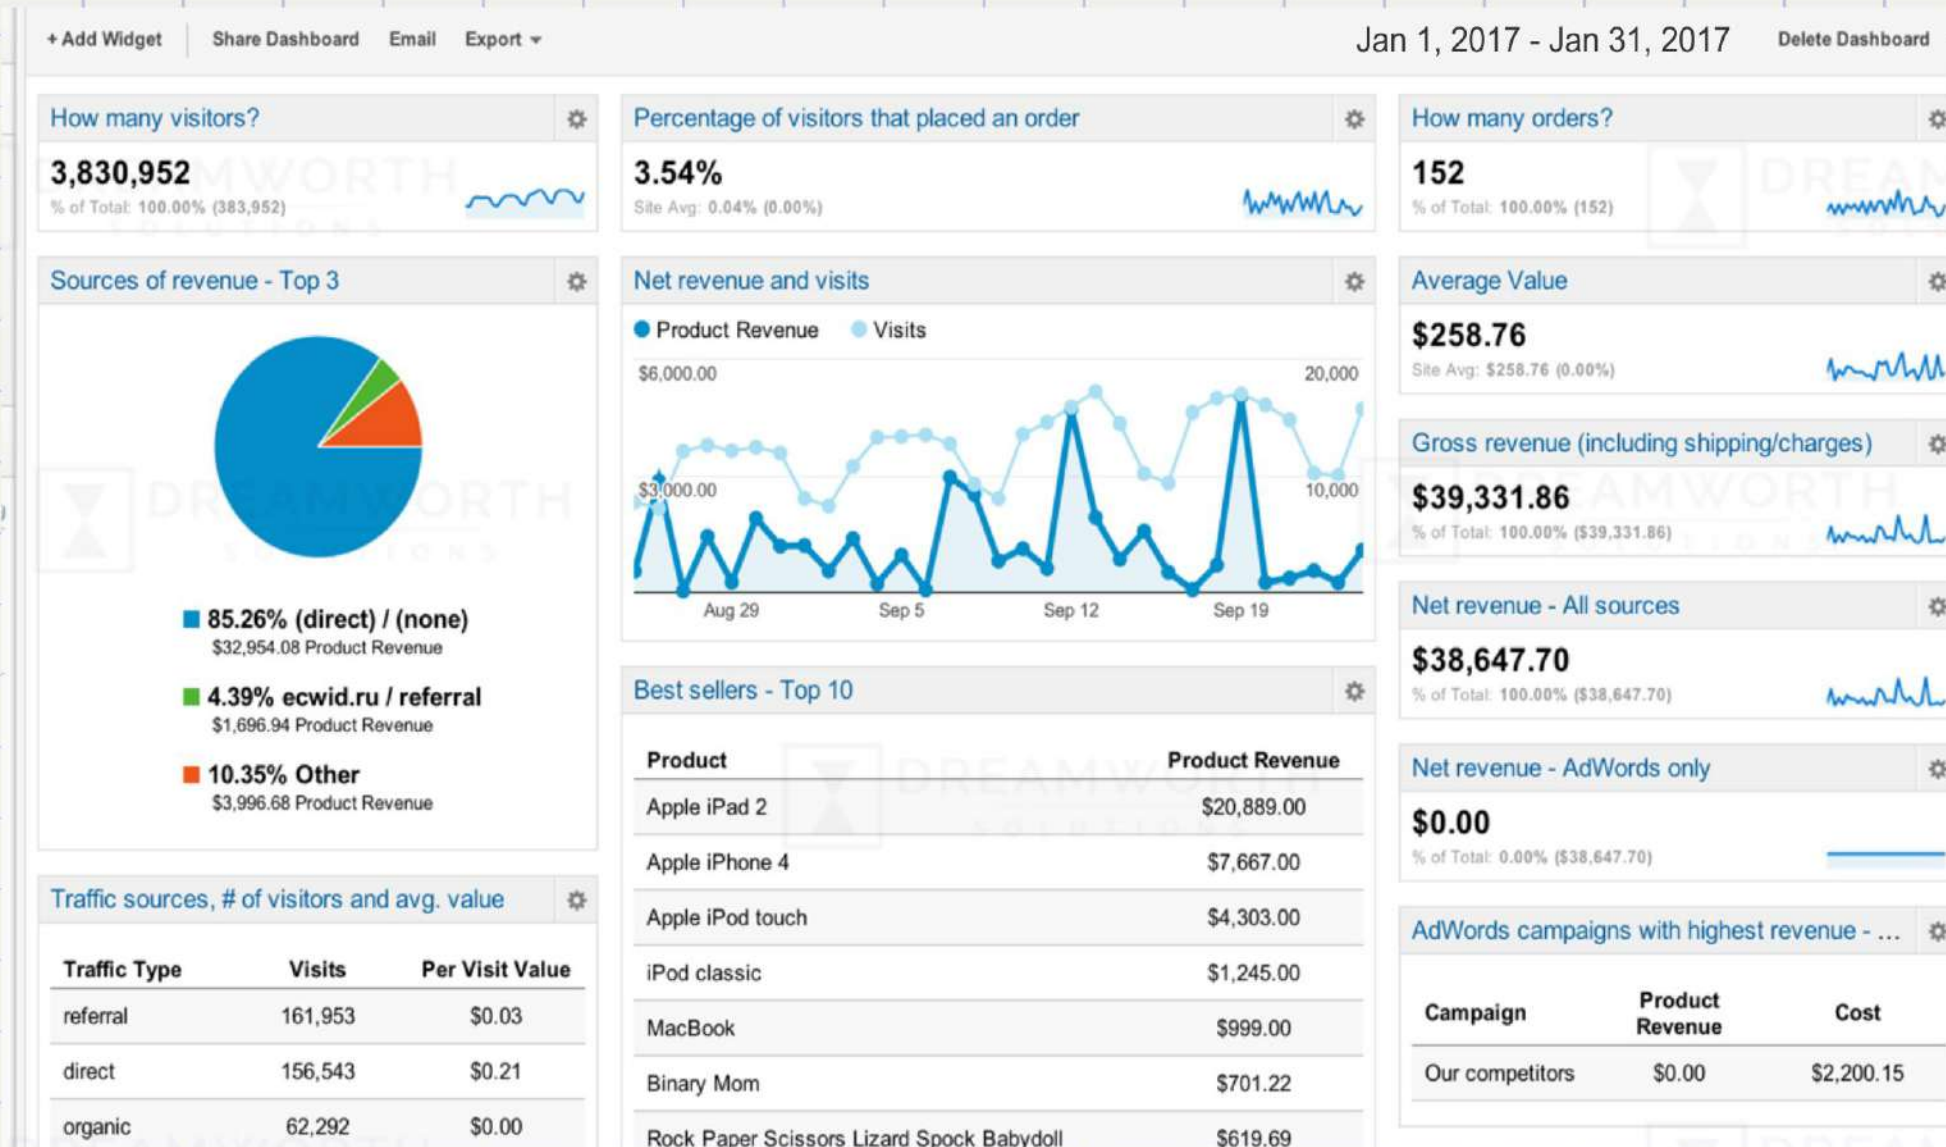 + Add Widget
Share Dashboard
Email
Export
Jan 1, 2017 - Jan 31, 2017
Delete Dashboard
How many visitors?
3,830,952
% of Total: 100.00% (383,952)
Percentage of visitors that placed an order
3.54%
Site Avg: 0.04% (0.00%)
How many orders?
152
% of Total: 100.00% (152)
Sources of revenue - Top 3
85.26% (direct) / (none)
$32,954.08 Product Revenue
4.39% ecwid.ru / referral
$1,696.94 Product Revenue
10.35% Other
$3,996.68 Product Revenue
Traffic sources, # of visitors and avg. value
Traffic Type Visits Per Visit Value
referral 161,953 $0.03
direct 156,543 $0.21
organic 62,292 $0.00
Net revenue and visits
Product Revenue Visits
$6,000.00 20,000
$3,000.00 10,000
Aug 29 Sep 5 Sep 12 Sep 19
Best sellers - Top 10
Product Product Revenue
Apple iPad 2 $20,889.00
Apple iPhone 4 $7,667.00
Apple iPod touch $4,303.00
iPod classic $1,245.00
MacBook $999.00
Binary Mom $701.22
Rock Paper Scissors Lizard Spock Babydoll $619.69
Average Value
$258.76
Site Avg: $258.76 (0.00%)
Gross revenue (including shipping/charges)
$39,331.86
% of Total: 100.00% ($39,331.86)
Net revenue - All sources
$38,647.70
% of Total: 100.00% ($38,647.70)
Net revenue - AdWords only
$0.00
% of Total: 0.00% ($38,647.70)
AdWords campaigns with highest revenue - ...
Campaign Product Revenue Cost
Our competitors $0.00 $2,200.15
DREAMWORTH
SOLUTIONS